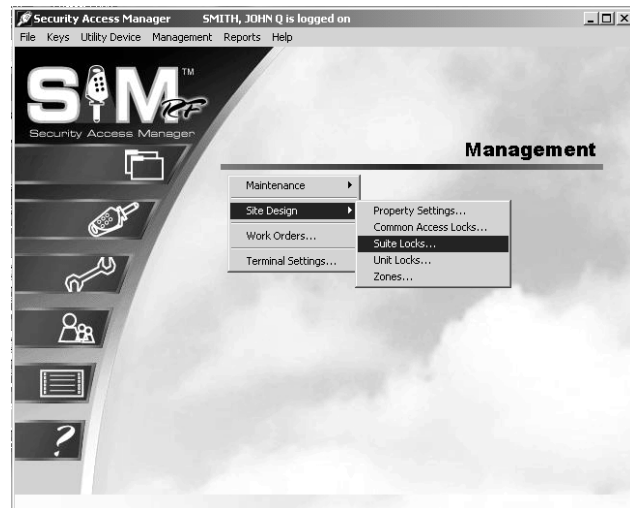 Security Access Manager SMITH, JOHN Q is logged on
File Keys Utility Device Management Reports Help
SAM TM
RF
Security Access Manager
Management
Maintenance
Site Design
Work Orders...
Terminal Settings...
Property Settings...
Common Access Locks...
Suite Locks...
Unit Locks...
Zones...
?